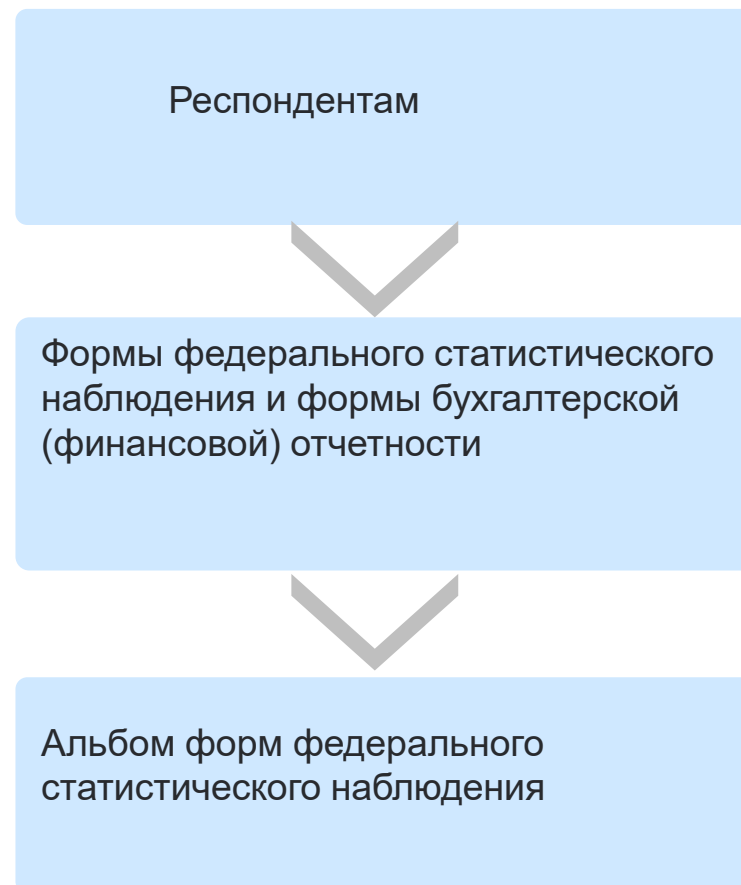 Респондентам
Формы федерального статистического
наблюдения и формы бухгалтерской
(финансовой) отчетности
Альбом форм федерального
статистического наблюдения